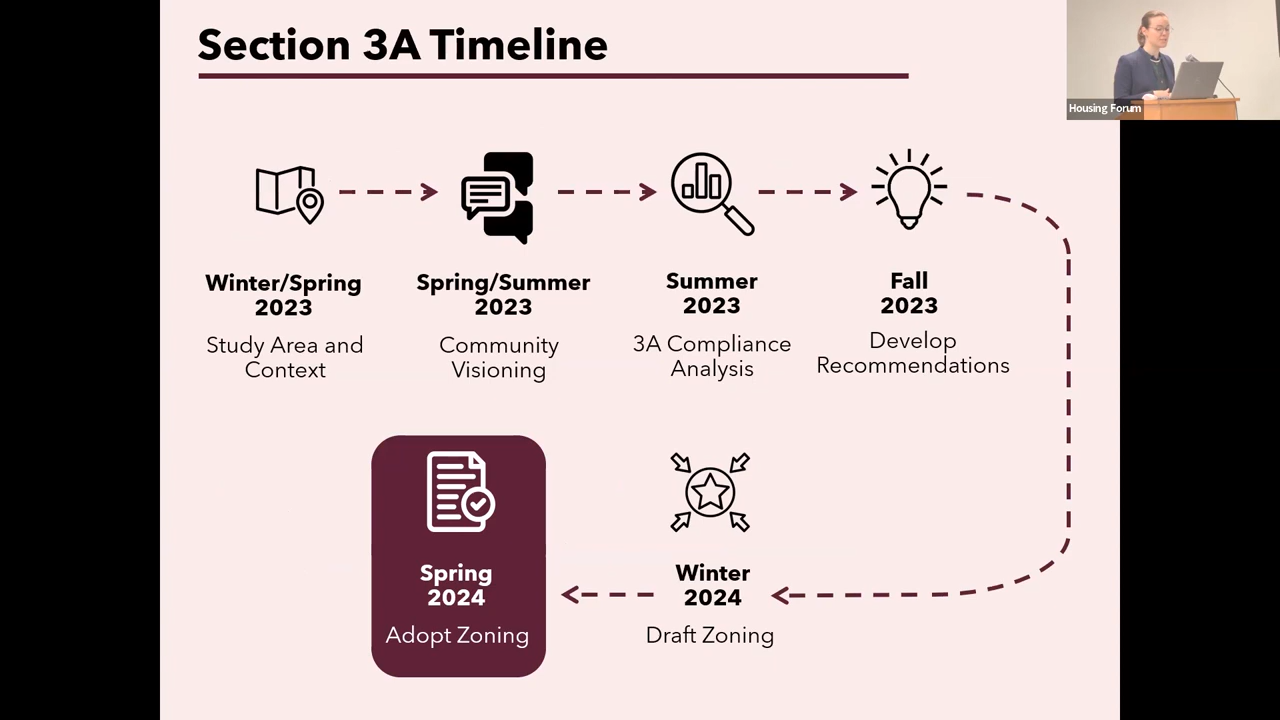 Section 3A Timeline
Housing Forum
Winter/Spring
2023
Study Area and
Context
Spring/Summer
2023
Community
Visioning
Summer
2023
3A Compliance
Analysis
Fall
2023
Develop
Recommendations
Spring
2024
Adopt Zoning
Winter
2024
Draft Zoning